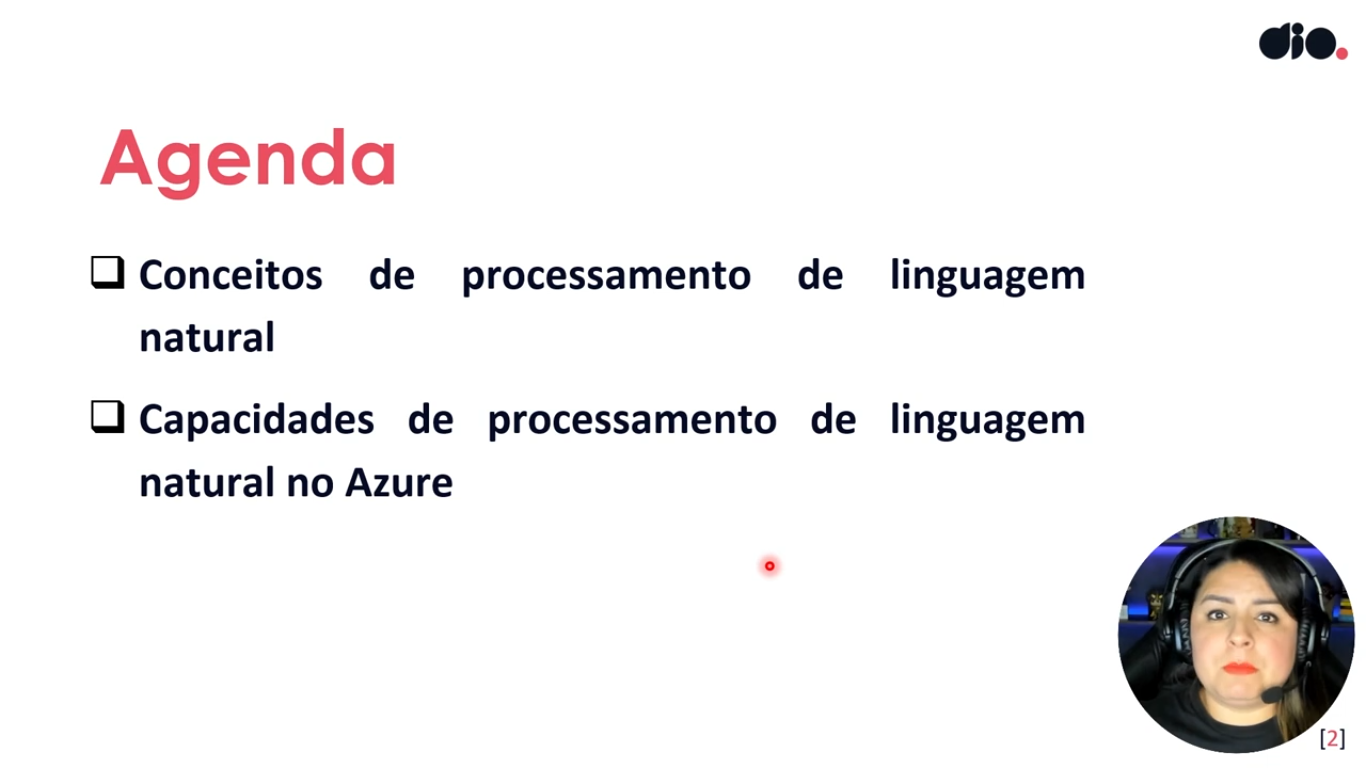 dio.
Agenda
Conceitos de processamento de linguagem
natural
Capacidades de processamento de linguagem
natural no Azure
[2]